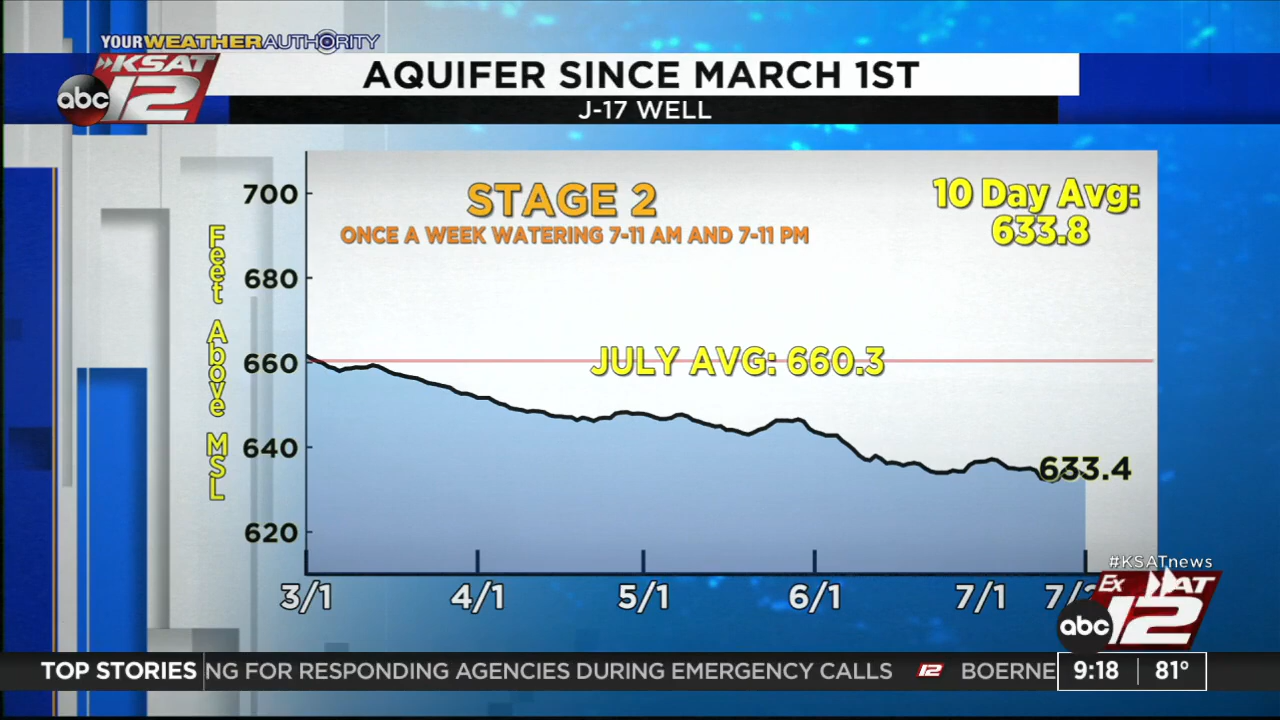 YOUR WEATHER AUTHORITY
KSAT
abc 12
AQUIFER SINCE MARCH 1ST
J-17 WELL
STAGE 2
ONCE A WEEK WATERING 7-11 AM AND 7-11 PM
10 Day Avg:
633.8
Feet Above MSL
700
680
660
640
620
JULY AVG: 660.3
633.4
3/1 4/1 5/1 6/1 7/1
#KSATnews
abc 12
TOP STORIES NG FOR RESPONDING AGENCIES DURING EMERGENCY CALLS 12 BOERNE 9:18 81°